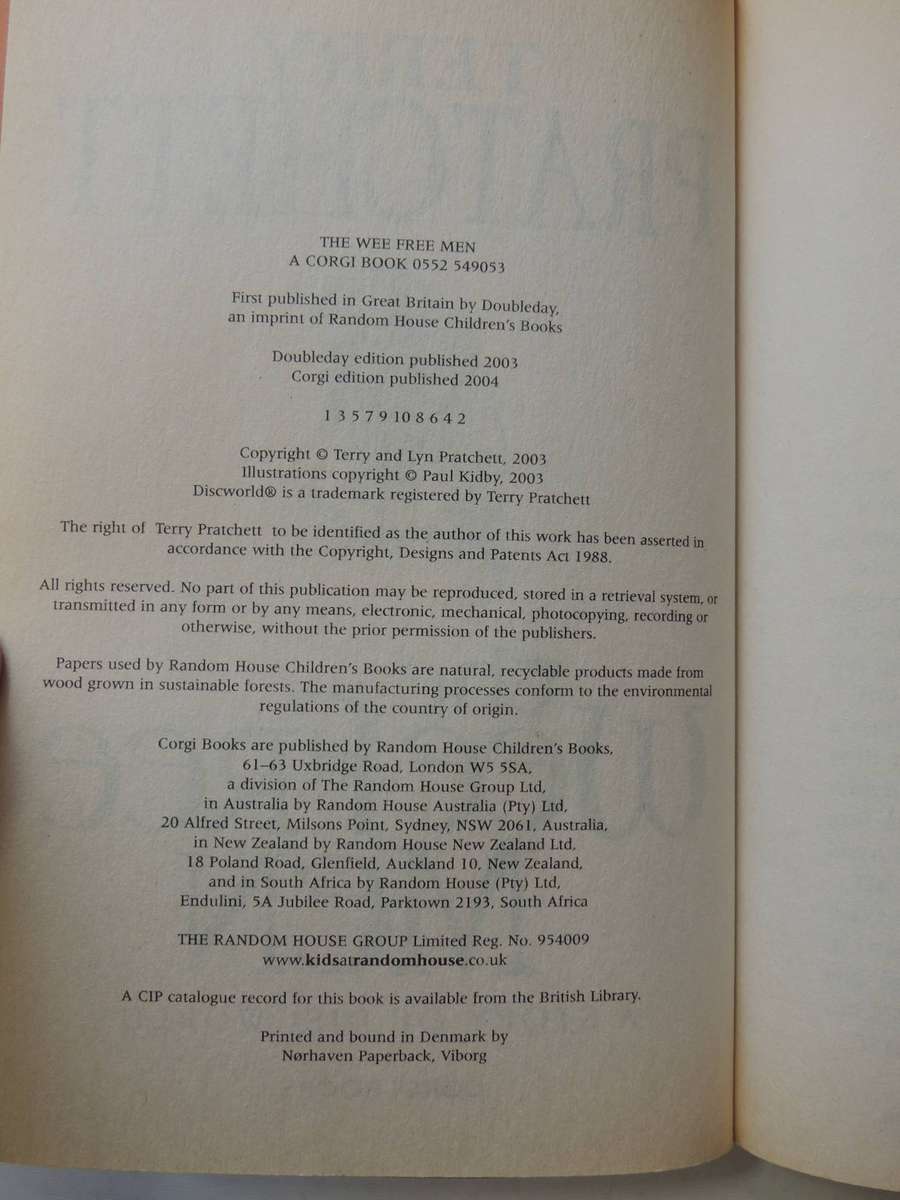 THE WEE FREE MEN
A CORGI BOOK 0552 549053
First published in Great Britain by Doubleday,
an imprint of Random House Children's Books
Doubleday edition published 2003
Corgi edition published 2004
1 3 5 7 9 10 8 6 4 2
Copyright © Terry and Lyn Pratchett, 2003
Illustrations copyright © Paul Kidby, 2003
Discworld® is a trademark registered by Terry Pratchett
The right of Terry Pratchett to be identified as the author of this work has been asserted in
accordance with the Copyright, Designs and Patents Act 1988.
All rights reserved. No part of this publication may be reproduced, stored in a retrieval system, or
transmitted in any form or by any means, electronic, mechanical, photocopying, recording or
otherwise, without the prior permission of the publishers.
Papers used by Random House Children's Books are natural, recyclable products made from
wood grown in sustainable forests. The manufacturing processes conform to the environmental
regulations of the country of origin.
Corgi Books are published by Random House Children's Books,
61–63 Uxbridge Road, London W5 5SA,
a division of The Random House Group Ltd,
in Australia by Random House Australia (Pty) Ltd,
20 Alfred Street, Milsons Point, Sydney, NSW 2061, Australia,
in New Zealand by Random House New Zealand Ltd,
18 Poland Road, Glenfield, Auckland 10, New Zealand,
and in South Africa by Random House (Pty) Ltd,
Endulini, 5A Jubilee Road, Parktown 2193, South Africa
THE RANDOM HOUSE GROUP Limited Reg. No. 954009
www.kidsatrandomhouse.co.uk
A CIP catalogue record for this book is available from the British Library.
Printed and bound in Denmark by
Nørhaven Paperback, Viborg